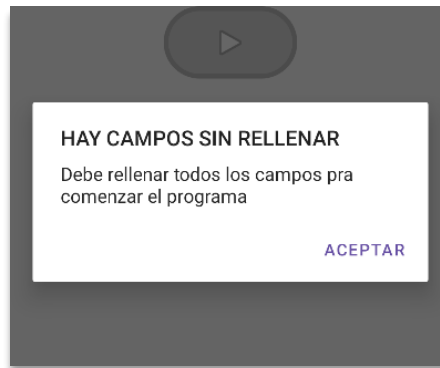 HAY CAMPOS SIN RELLENAR
Debe rellenar todos los campos pra
comenzar el programa
ACEPTAR